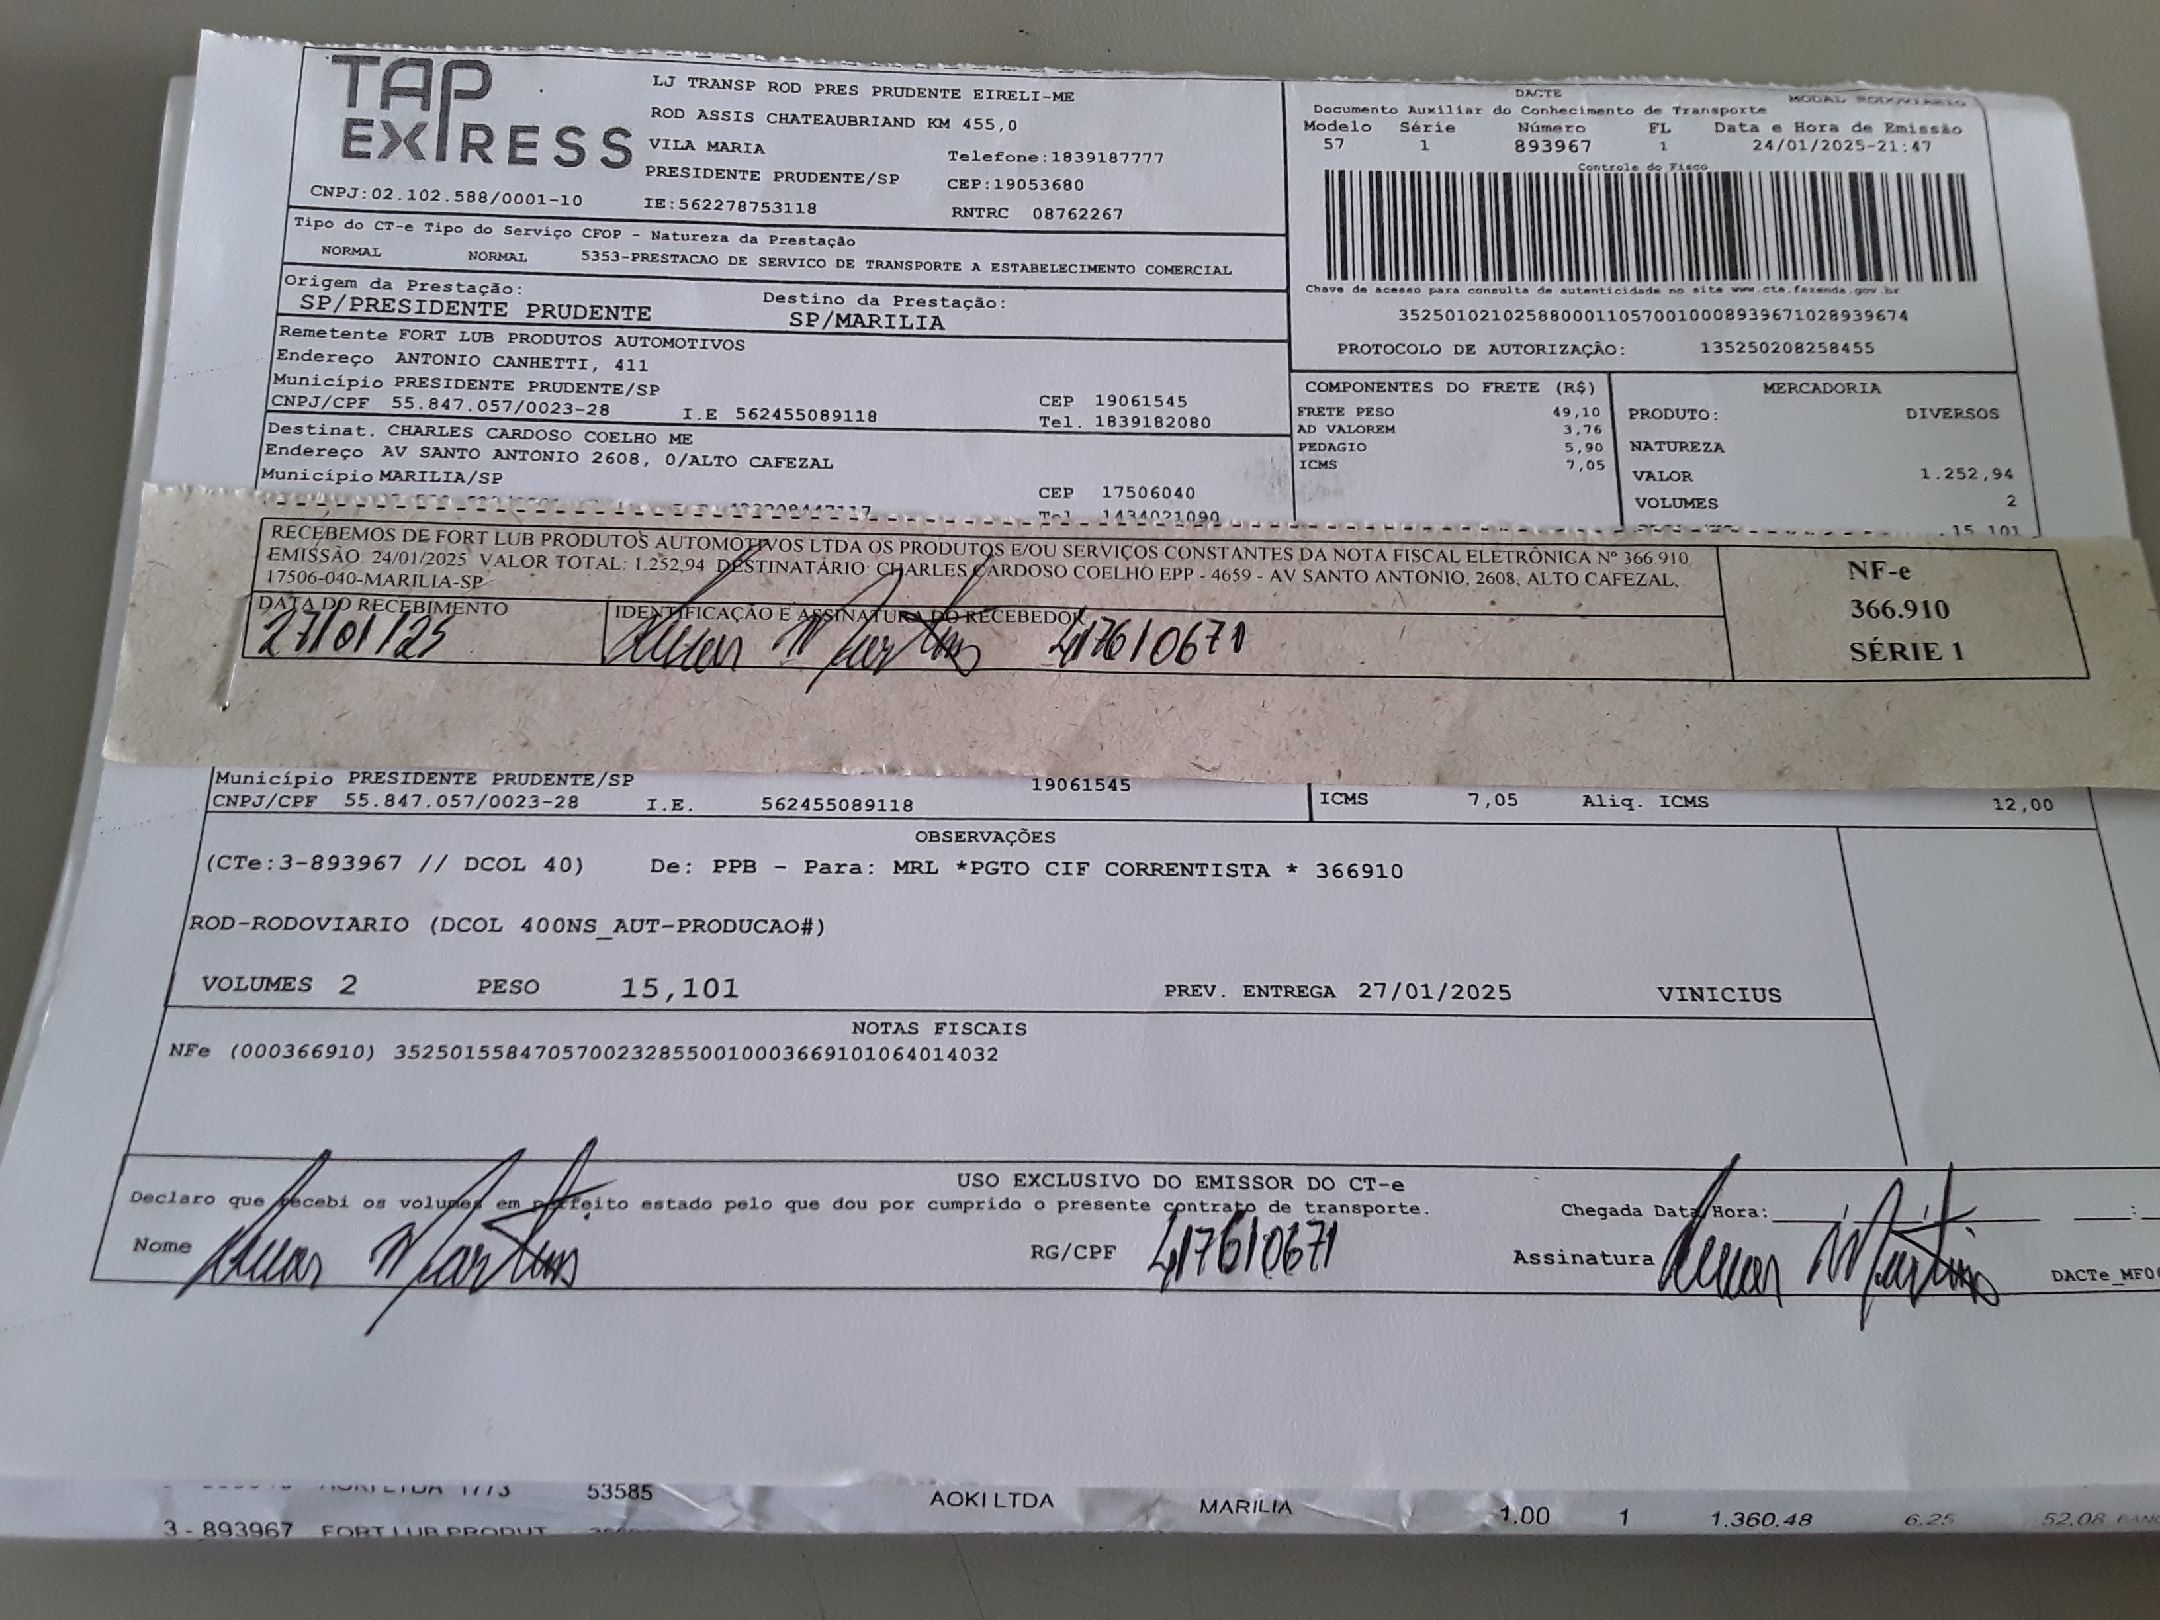 TAP EXPRESS
LJ TRANSP ROD PRES PRUDENTE EIRELI-ME
ROD ASSIS CHATEAUBRIAND KM 455,0
VILA MARIA
Telefone:1839187777
PRESIDENTE PRUDENTE/SP
CEP:19053680
CNPJ:02.102.588/0001-10
IE:562278753118
RNTRC 08762267
DACTE
MODAL RODOVIÁRIO
Documento Auxiliar do Conhecimento de Transporte
Modelo Série Número FL Data e Hora de Emissão
57 1 893967 1 24/01/2025-21:47
Controle do Fisco
Chave de acesso para consulta de autenticidade no site www.cte.fazenda.gov.br
35250102102588000110570010008939671028939674
PROTOCOLO DE AUTORIZAÇÃO: 135250208258455
Tipo do CT-e Tipo do Serviço CFOP - Natureza da Prestação
NORMAL NORMAL 5353-PRESTACAO DE SERVICO DE TRANSPORTE A ESTABELECIMENTO COMERCIAL
Origem da Prestação: Destino da Prestação:
SP/PRESIDENTE PRUDENTE SP/MARILIA
Remetente FORT LUB PRODUTOS AUTOMOTIVOS
Endereço ANTONIO CANHETTI, 411
Município PRESIDENTE PRUDENTE/SP CEP 19061545
CNPJ/CPF 55.847.057/0023-28 I.E 562455089118 Tel. 1839182080
Destinat. CHARLES CARDOSO COELHO ME
Endereço AV SANTO ANTONIO 2608, 0/ALTO CAFEZAL
Município MARILIA/SP CEP 17506040
Tel 1434021090
COMPONENTES DO FRETE (R$)
FRETE PESO 49,10
AD VALOREM 3,76
PEDAGIO 5,90
ICMS 7,05
MERCADORIA
PRODUTO: DIVERSOS
NATUREZA
VALOR 1.252,94
VOLUMES 2
15,101
RECEBEMOS DE FORT LUB PRODUTOS AUTOMOTIVOS LTDA OS PRODUTOS E/OU SERVIÇOS CONSTANTES DA NOTA FISCAL ELETRÔNICA Nº 366.910
EMISSÃO: 24/01/2025 VALOR TOTAL: 1.252,94 DESTINATÁRIO: CHARLES CARDOSO COELHO EPP - 4659 - AV SANTO ANTONIO, 2608, ALTO CAFEZAL,
17506-040-MARILIA-SP
DATA DO RECEBIMENTO IDENTIFICAÇÃO E ASSINATURA DO RECEBEDOR
27/01/25 Martins 417610671
NF-e
366.910
SÉRIE 1
Município PRESIDENTE PRUDENTE/SP 19061545
CNPJ/CPF 55.847.057/0023-28 I.E. 562455089118
ICMS 7,05 Aliq. ICMS 12,00
OBSERVAÇÕES
(CTe:3-893967 // DCOL 40) De: PPB - Para: MRL *PGTO CIF CORRENTISTA * 366910
ROD-RODOVIARIO (DCOL 400NS_AUT-PRODUCAO#)
VOLUMES 2 PESO 15,101 PREV. ENTREGA 27/01/2025 VINICIUS
NOTAS FISCAIS
NFe (000366910) 35250155847057002328550010003669101064014032
USO EXCLUSIVO DO EMISSOR DO CT-e
Declaro que recebi os volumes em perfeito estado pelo que dou por cumprido o presente contrato de transporte.
Chegada Data Hora:
Nome Martins RG/CPF 417610671 Assinatura Martins
AOKI LTDA 1773 53585 AOKI LTDA MARILIA 1.00 1 1.360,48 6.25 52,08
3 - 893967 FORT LUB PRODUT